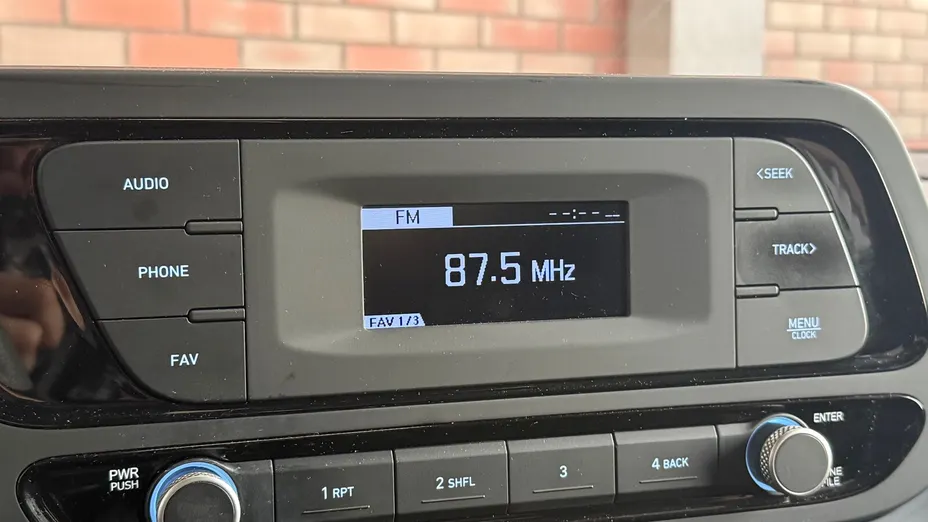 AUDIO
PHONE
FAV
FM
--:-- --
87.5 MHz
FAV 1/3
<SEEK
TRACK>
MENU
CLOCK
PWR
PUSH
1 RPT
2 SHFL
3
4 BACK
ENTER